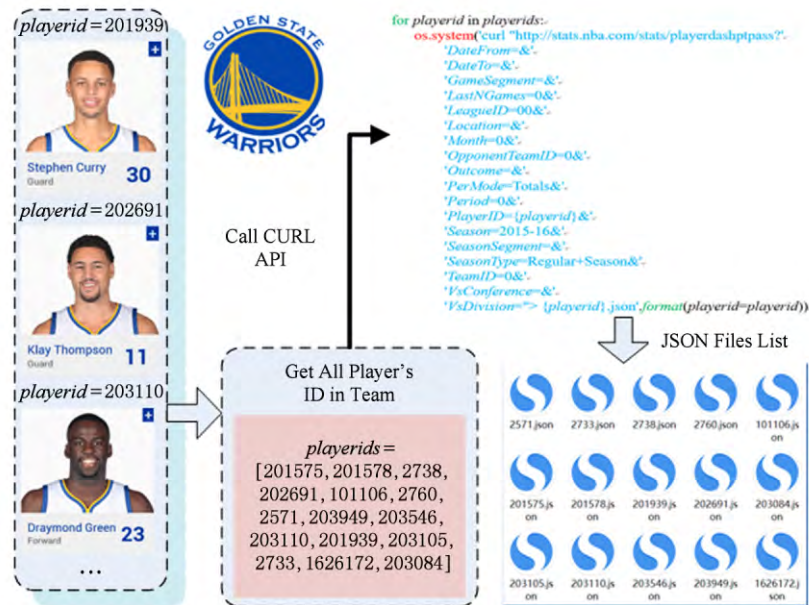 playerid=201939
Stephen Curry
Guard
30
playerid=202691
Klay Thompson
Guard
11
playerid=203110
Draymond Green
Forward
23
...
GOLDEN STATE
WARRIORS
Call CURL
API
Get All Player's
ID in Team
playerids=
[201575, 201578, 2738,
202691, 101106, 2760,
2571, 203949, 203546,
203110, 201939, 203105,
2733, 1626172, 203084]
for playerid in playerids:
os.system('curl "http://stats.nba.com/stats/playerdashptpass?'
'DateFrom=&'
'DateTo=&'
'GameSegment=&'
'LastNGames=0&'
'LeagueID=00&'
'Location=&'
'Month=0&'
'OpponentTeamID=0&'
'Outcome=&'
'PerMode=Totals&'
'Period=0&'
'PlayerID={playerid}&'
'Season=2015-16&'
'SeasonSegment=&'
'SeasonType=Regular+Season&'
'TeamID=0&'
'VsConference=&'
'VsDivision="> {playerid}.json'.format(playerid=playerid))
JSON Files List
2571.json
2733.json
2738.json
2760.json
101106.js
on
201575.js
on
201578.js
on
201939.js
on
202691.js
on
203084.js
on
203105.js
on
203110.js
on
203546.js
on
203949.js
on
1626172.j
son